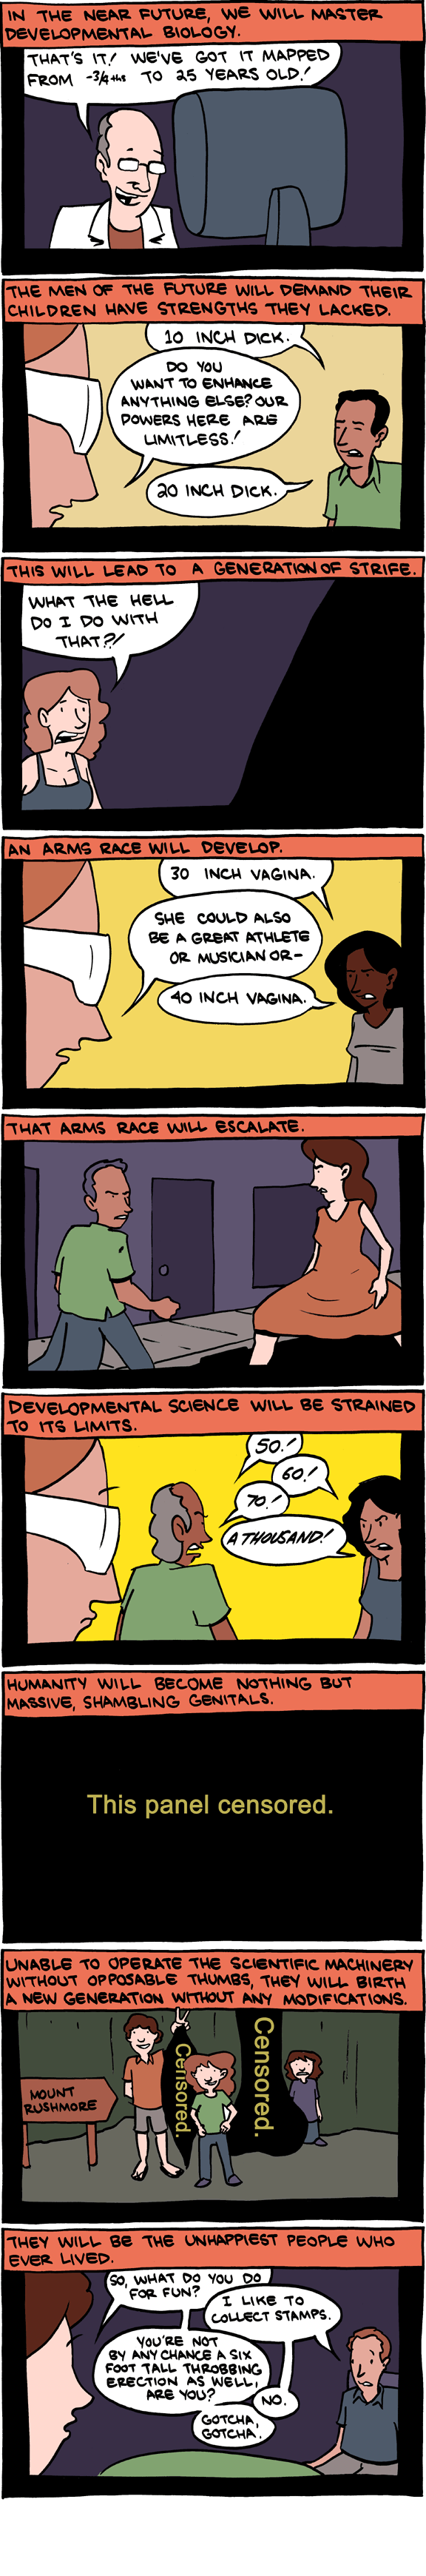 IN THE NEAR FUTURE, WE WILL MASTER
DEVELOPMENTAL BIOLOGY.
THAT'S IT! WE'VE GOT IT MAPPED
FROM -3/4ths TO 25 YEARS OLD!
THE MEN OF THE FUTURE WILL DEMAND THEIR
CHILDREN HAVE STRENGTHS THEY LACKED.
10 INCH DICK.
DO YOU
WANT TO ENHANCE
ANYTHING ELSE? OUR
POWERS HERE ARE
LIMITLESS!
20 INCH DICK.
THIS WILL LEAD TO A GENERATION OF STRIFE.
WHAT THE HELL
DO I DO WITH
THAT?!
AN ARMS RACE WILL DEVELOP.
30 INCH VAGINA.
SHE COULD ALSO
BE A GREAT ATHLETE
OR MUSICIAN OR-
40 INCH VAGINA.
THAT ARMS RACE WILL ESCALATE.
DEVELOPMENTAL SCIENCE WILL BE STRAINED
TO ITS LIMITS.
50!
60!
70!
A THOUSAND!
HUMANITY WILL BECOME NOTHING BUT
MASSIVE, SHAMBLING GENITALS.
This panel censored.
UNABLE TO OPERATE THE SCIENTIFIC MACHINERY
WITHOUT OPPOSABLE THUMBS, THEY WILL BIRTH
A NEW GENERATION WITHOUT ANY MODIFICATIONS.
MOUNT
RUSHMORE
Censored.
Censored.
THEY WILL BE THE UNHAPPIEST PEOPLE WHO
EVER LIVED.
SO, WHAT DO YOU DO
FOR FUN?
I LIKE TO
COLLECT STAMPS.
YOU'RE NOT
BY ANY CHANCE A SIX
FOOT TALL THROBBING
ERECTION AS WELL,
ARE YOU?
NO.
GOTCHA,
GOTCHA.